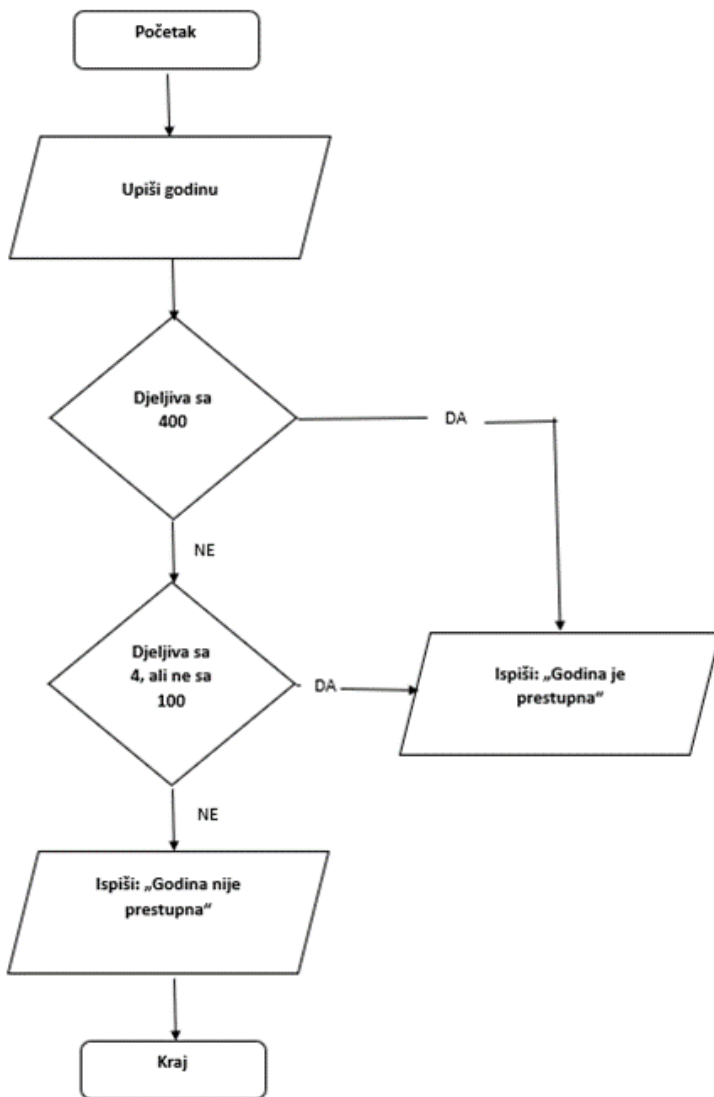 Početak
Upiši godinu
Djeljiva sa
400
DA
NE
Djeljiva sa
4, ali ne sa
100
DA
Ispiši: „Godina je
prestupna“
NE
Ispiši: „Godina nije
prestupna“
Kraj